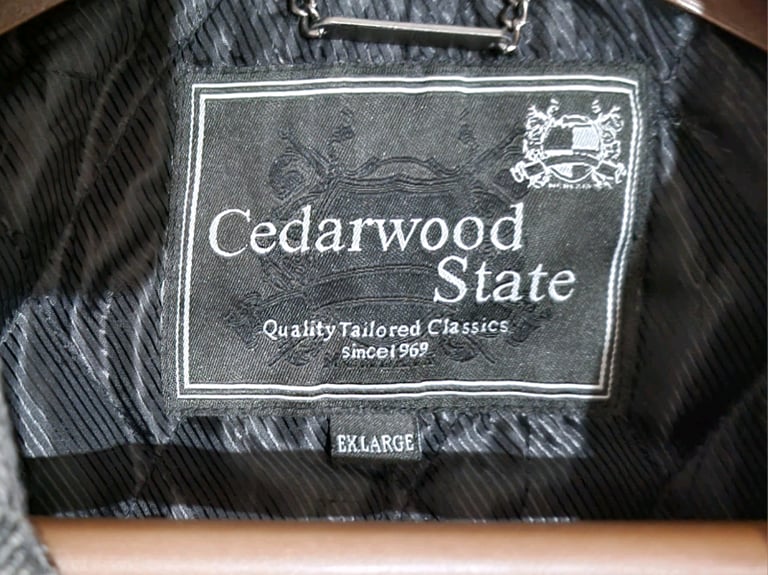 Cedarwood
State
Quality Tailored Classics
since1969
EX.LARGE